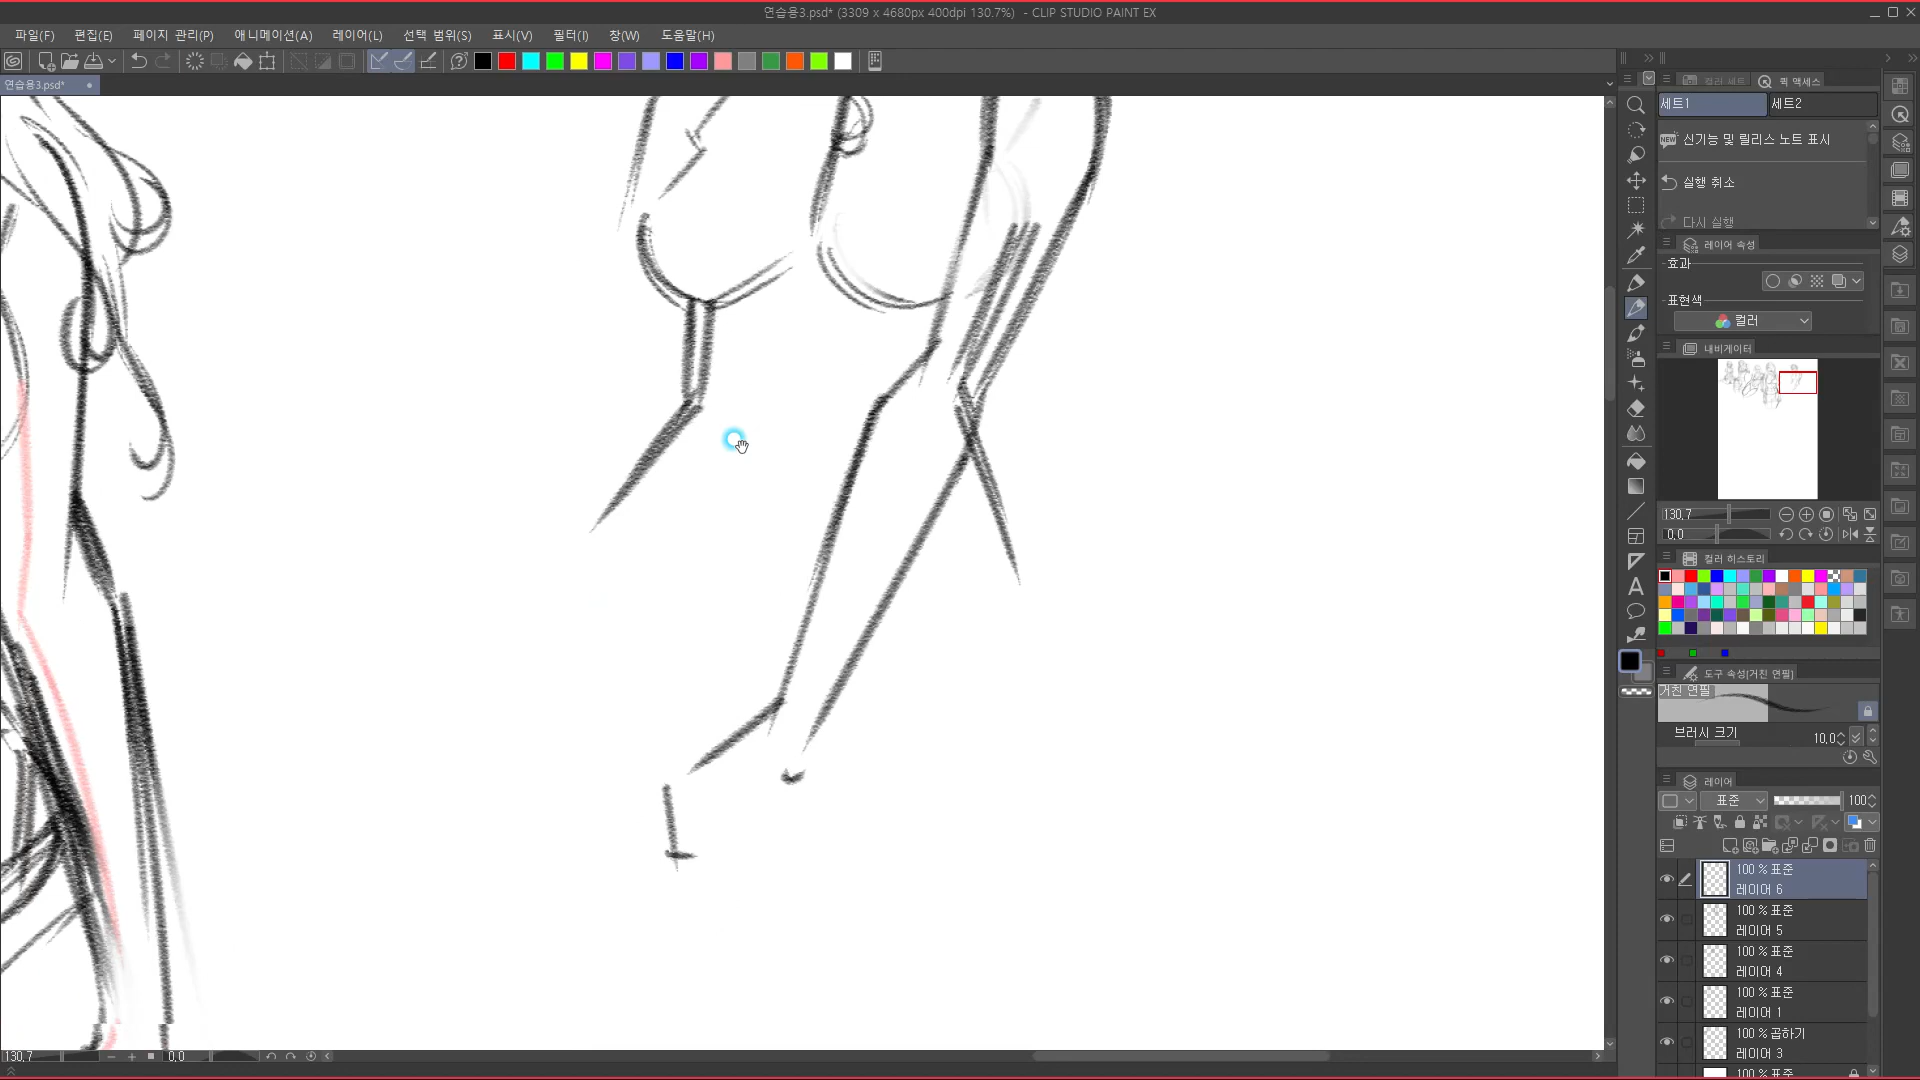 연습용3.psd* (3309 x 4680px 400dpi 130.7%)  - CLIP STUDIO PAINT EX
파일(F) 편집(E) 페이지 관리(P) 애니메이션(A) 레이어(L) 선택 범위(S) 표시(V) 필터(I) 창(W) 도움말(H)
연습용3.psd*
컬러 세트 퀵 액세스
세트1 세트2
NEW 신기능 및 릴리스 노트 표시
실행 취소
다시 실행
레이어 속성
효과
표현색
컬러
내비게이터
130.7
0.0
컬러 히스토리
도구 속성[거친 연필]
거친 연필
브러시 크기 10.0
레이어
표준 100
100 % 표준
레이어 6
100 % 표준
레이어 5
100 % 표준
레이어 4
100 % 표준
레이어 1
100 % 곱하기
레이어 3
100 % 표준
130.7 0.0